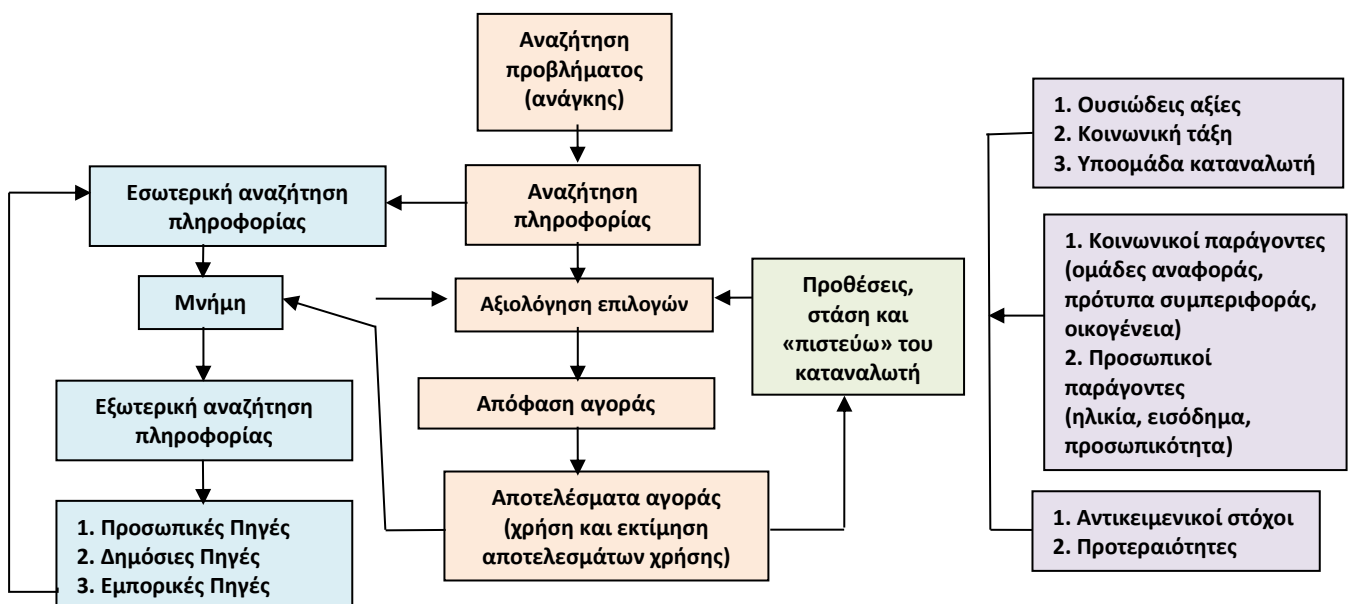 Αναζήτηση
προβλήματος
(ανάγκης)
Αναζήτηση
πληροφορίας
Αξιολόγηση επιλογών
Απόφαση αγοράς
Αποτελέσματα αγοράς
(χρήση και εκτίμηση
αποτελεσμάτων χρήσης)
Εσωτερική αναζήτηση
πληροφορίας
Μνήμη
Εξωτερική αναζήτηση
πληροφορίας
1. Προσωπικές Πηγές
2. Δημόσιες Πηγές
3. Εμπορικές Πηγές
Προθέσεις,
στάση και
«πιστεύω» του
καταναλωτή
1. Ουσιώδεις αξίες
2. Κοινωνική τάξη
3. Υποομάδα καταναλωτή
1. Κοινωνικοί παράγοντες
(ομάδες αναφοράς,
πρότυπα συμπεριφοράς,
οικογένεια)
2. Προσωπικοί
παράγοντες
(ηλικία, εισόδημα,
προσωπικότητα)
1. Αντικειμενικοί στόχοι
2. Προτεραιότητες